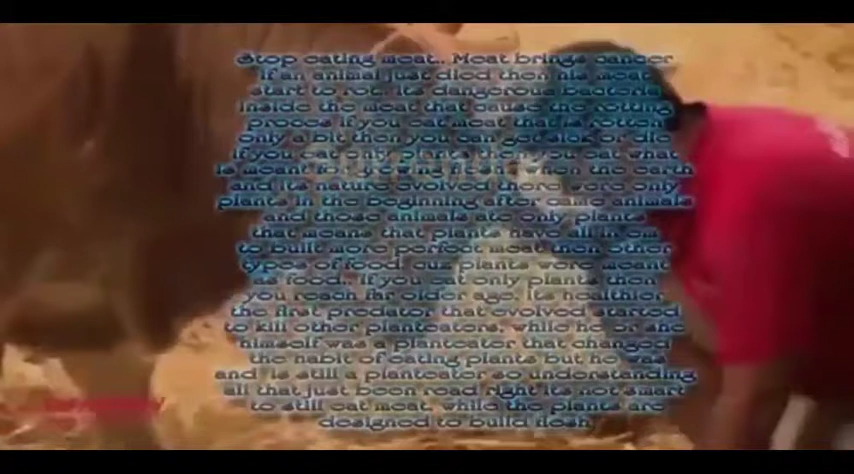 Stop eating meat.. Meat brings cancer
if an animal just died then his meat
start to rot. its dangerous bacteria
inside the meat that cause the rotting
proces if you eat meat that is rotten
only a bit then you can get sick or die
if you eat only plants then you eat what
is meant to eat right when the earth
and its nature evolved there were only
plants in the beginning after came animals
and those animals ate only plants
that means that plants have all in em
to built more perfect meat then other
types of food cuz plants were meant
as food. if you eat only plants then
you reach far older age. its healthier
the first predator that evolved started
to kill other planteaters. while he or she
himself was a planteater that changed
the habit of eating plants but he was
and is still a planteater so understanding
all that just been read right its not smart
to still eat meat. while the plants are
designed to build flesh